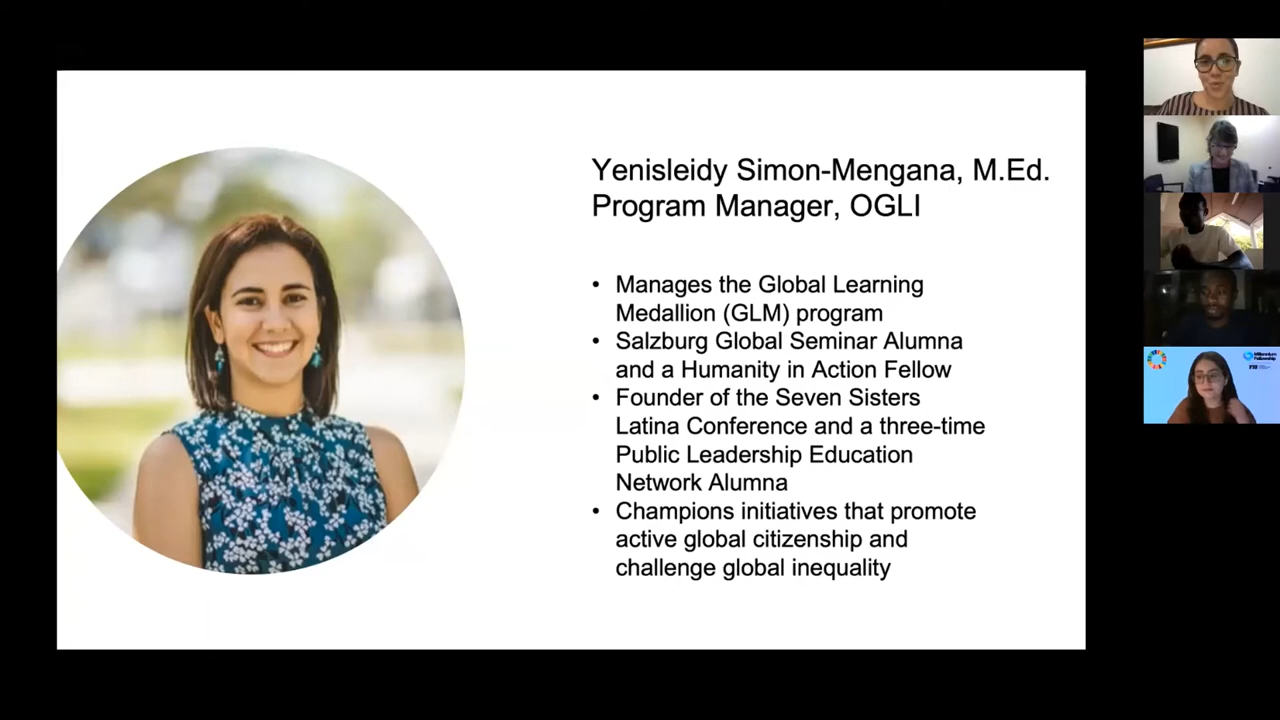 Yenisleidy Simon-Mengana, M.Ed.
Program Manager, OGLI
• Manages the Global Learning
Medallion (GLM) program
• Salzburg Global Seminar Alumna
and a Humanity in Action Fellow
• Founder of the Seven Sisters
Latina Conference and a three-time
Public Leadership Education
Network Alumna
• Champions initiatives that promote
active global citizenship and
challenge global inequality
Millennium
Fellowship